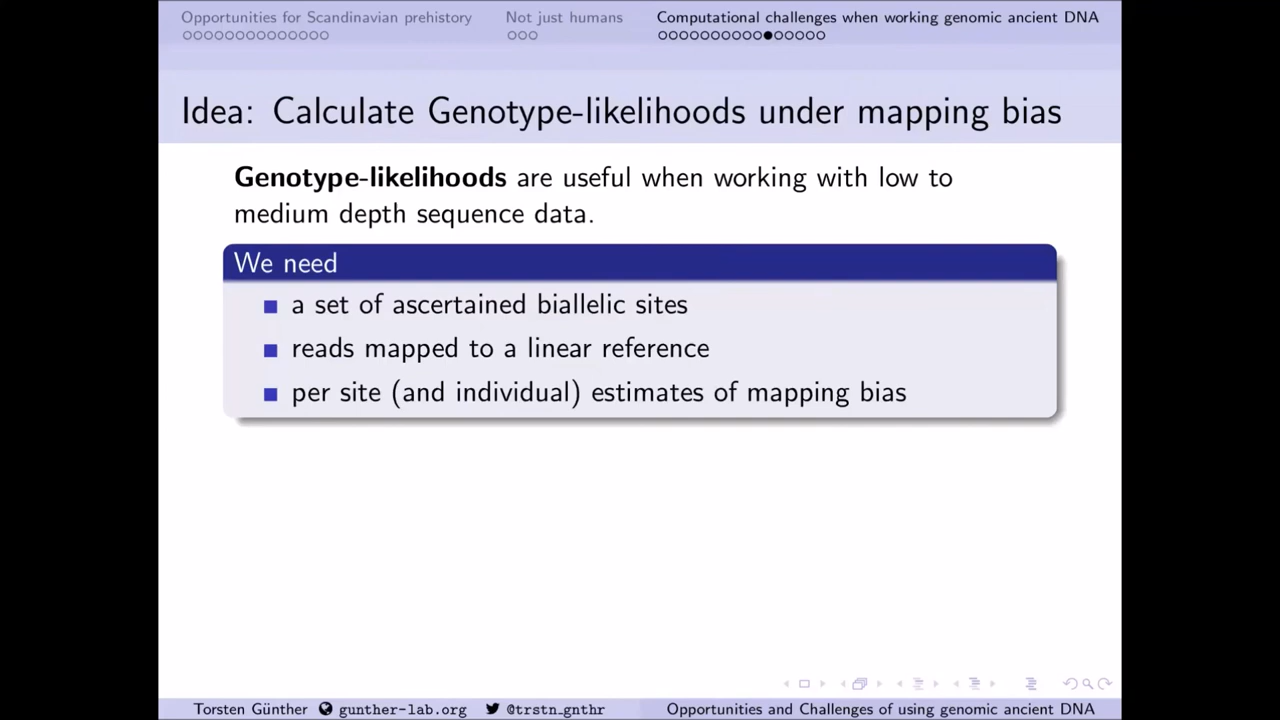 Opportunities for Scandinavian prehistory Not just humans Computational challenges when working genomic ancient DNA
Idea: Calculate Genotype-likelihoods under mapping bias
Genotype-likelihoods are useful when working with low to
medium depth sequence data.
We need
a set of ascertained biallelic sites
reads mapped to a linear reference
per site (and individual) estimates of mapping bias
Torsten Günther gunther-lab.org @trstn_gnthr Opportunities and Challenges of using genomic ancient DNA